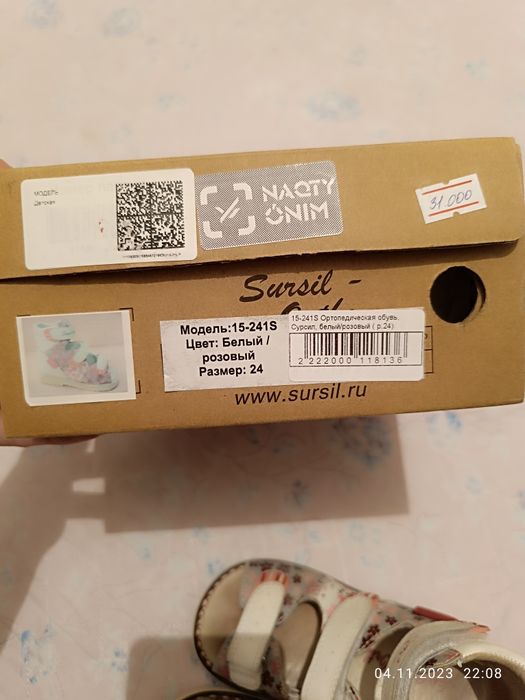 МОДЕЛЬ
Детская
NAQTY
ÓNIM
31.000
Sursil -
Модель:15-241S
Цвет: Белый /
розовый
Размер: 24
15-241S Ортопедическая обувь,
Сурсил, белый/розовый ( р.24)
2 222000 118136
www.sursil.ru
04.11.2023 22:08